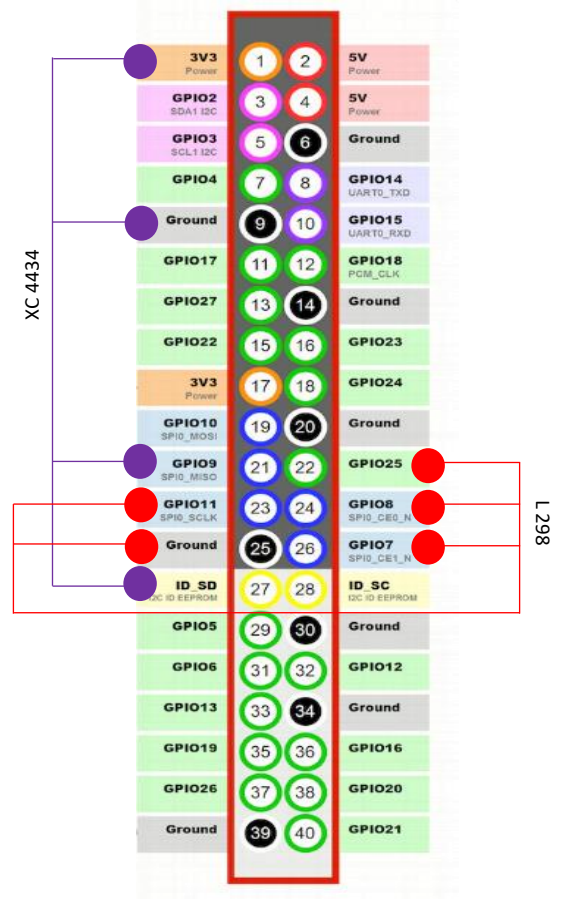 3V3
Power
1
2
5V
Power
GPIO2
SDA1 I2C
3
4
5V
Power
GPIO3
SCL1 I2C
5
6
Ground
GPIO4
7
8
GPIO14
UART0_TXD
Ground
9
10
GPIO15
UART0_RXD
GPIO17
11
12
GPIO18
PCM_CLK
GPIO27
13
14
Ground
GPIO22
15
16
GPIO23
3V3
Power
17
18
GPIO24
GPIO10
SPI0_MOSI
19
20
Ground
GPIO9
SPI0_MISO
21
22
GPIO25
GPIO11
SPI0_SCLK
23
24
GPIO8
SPI0_CE0_N
Ground
25
26
GPIO7
SPI0_CE1_N
ID_SD
I2C ID EEPROM
27
28
ID_SC
I2C ID EEPROM
GPIO5
29
30
Ground
GPIO6
31
32
GPIO12
GPIO13
33
34
Ground
GPIO19
35
36
GPIO16
GPIO26
37
38
GPIO20
Ground
39
40
GPIO21
XC 4434
L 298